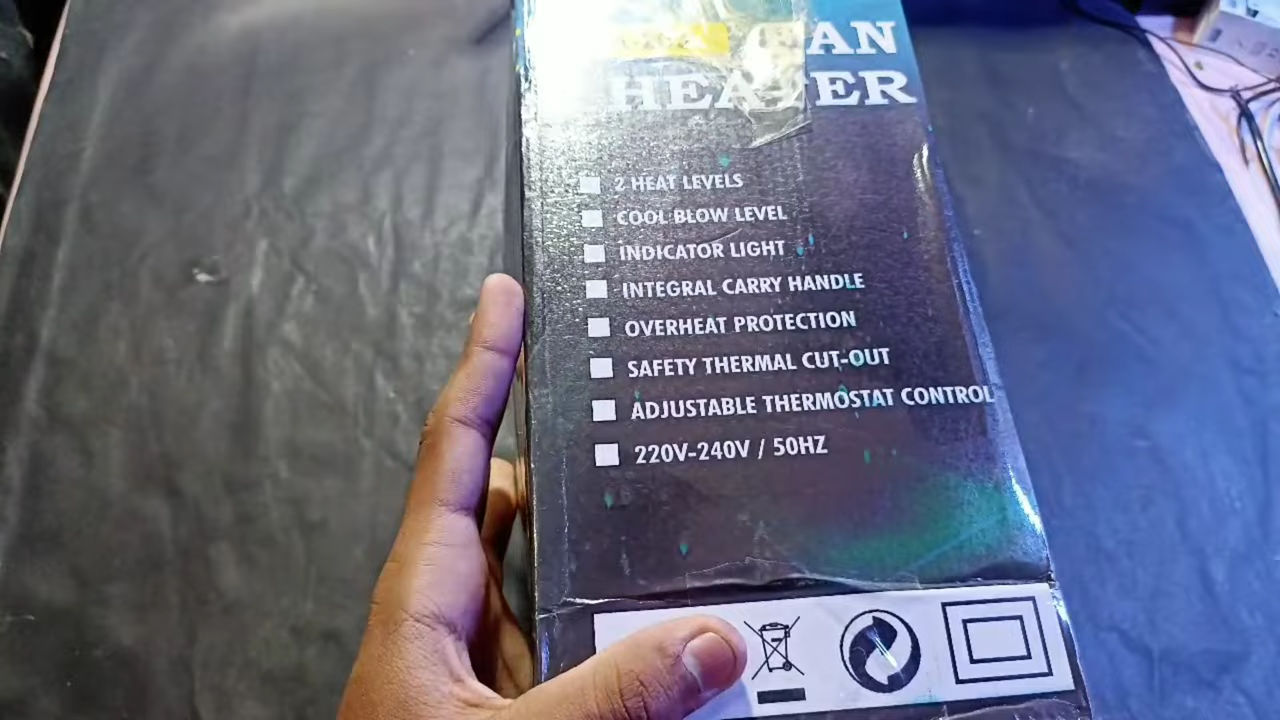 AN
HEATER
2 HEAT LEVELS
COOL BLOW LEVEL
INDICATOR LIGHT
INTEGRAL CARRY HANDLE
OVERHEAT PROTECTION
SAFETY THERMAL CUT-OUT
ADJUSTABLE THERMOSTAT CONTROL
220V-240V / 50HZ